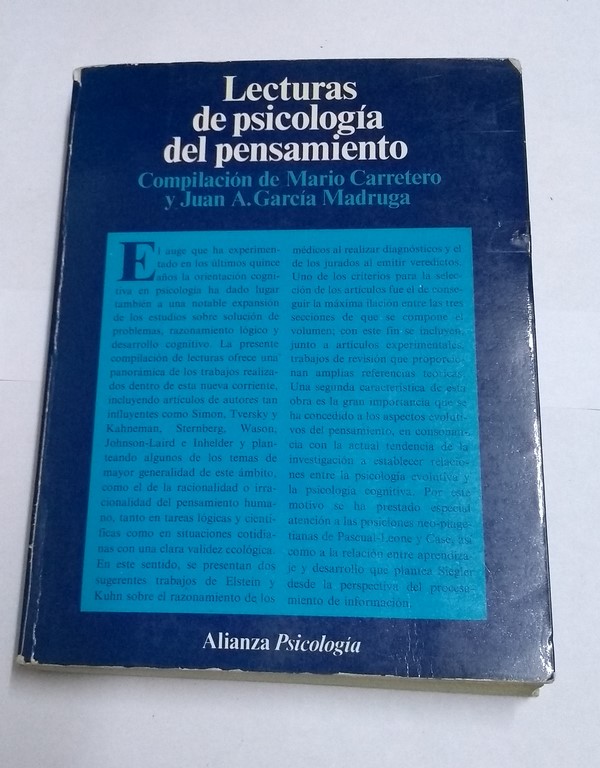 Lecturas
de psicología
del pensamiento
Compilación de Mario Carretero
y Juan A. García Madruga
El auge que ha experimen-
tado en los últimos quince
años la orientación cogni-
tiva en psicología ha dado lugar
también a una notable expansión
de los estudios sobre solución de
problemas, razonamiento lógico y
desarrollo cognitivo. La presente
compilación de lecturas ofrece una
panorámica de los trabajos realiza-
dos dentro de esta nueva corriente,
incluyendo artículos de autores tan
influyentes como Simon, Tversky y
Kahneman, Sternberg, Wason,
Johnson-Laird e Inhelder y plan-
teando algunos de los temas de
mayor generalidad de este ámbito,
como el de la racionalidad o irra-
cionalidad del pensamiento huma-
no, tanto en tareas lógicas y cientí-
ficas como en situaciones cotidia-
nas con una clara validez ecológica.
En este sentido, se presentan dos
sugerentes trabajos de Elstein y
Kuhn sobre el razonamiento de los
médicos al realizar diagnósticos y el
de los jurados al emitir veredictos.
Uno de los criterios para la selec-
ción de los artículos fue el de conse-
guir la máxima ilación entre las tres
secciones de que se compone el
volumen; con este fin se incluyen,
junto a artículos experimentales,
trabajos de revisión que proporcio-
nan amplias referencias teóricas.
Una segunda característica de esta
obra es la gran importancia que se
ha concedido a los aspectos evoluti-
vos del pensamiento, en consonan-
cia con la actual tendencia de la
investigación a establecer relacio-
nes entre la psicología evolutiva y
la psicología cognitiva. Por este
motivo se ha prestado especial
atención a las posiciones neo-piage-
tianas de Pascual-Leone y Case, así
como a la relación entre aprendiza-
je y desarrollo que plantea Siegler
desde la perspectiva del procesa-
miento de información.
Alianza Psicología